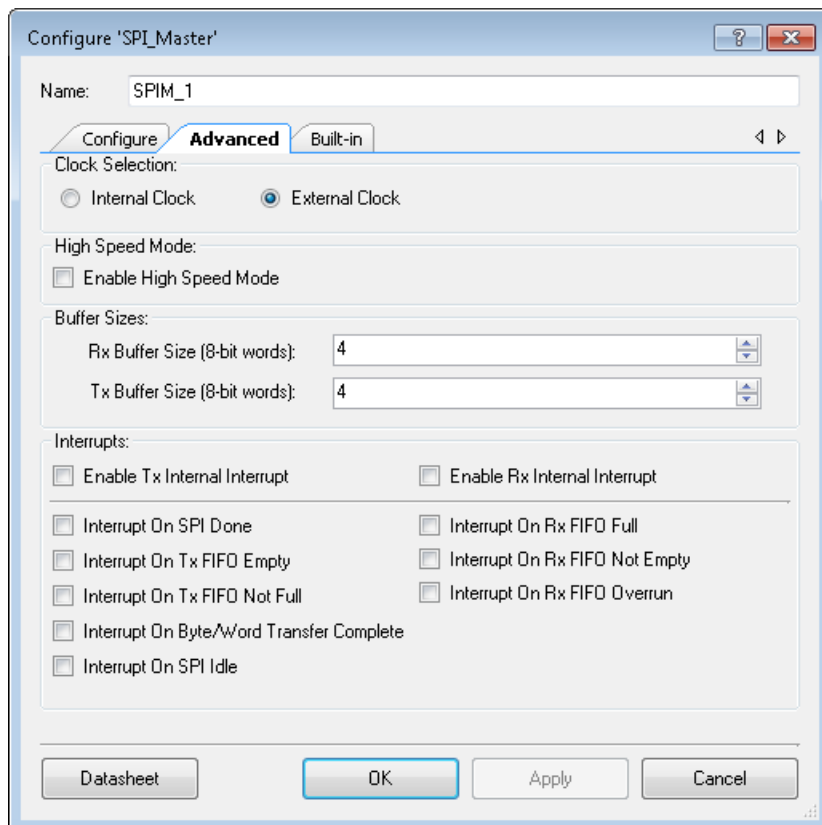 Configure 'SPI_Master'
?
Name: SPIM_1
Configure Advanced Built-in
Clock Selection:
Internal Clock External Clock
High Speed Mode:
Enable High Speed Mode
Buffer Sizes:
Rx Buffer Size (8-bit words): 4
Tx Buffer Size (8-bit words): 4
Interrupts:
Enable Tx Internal Interrupt Enable Rx Internal Interrupt
Interrupt On SPI Done Interrupt On Rx FIFO Full
Interrupt On Tx FIFO Empty Interrupt On Rx FIFO Not Empty
Interrupt On Tx FIFO Not Full Interrupt On Rx FIFO Overrun
Interrupt On Byte/Word Transfer Complete
Interrupt On SPI Idle
Datasheet OK Apply Cancel